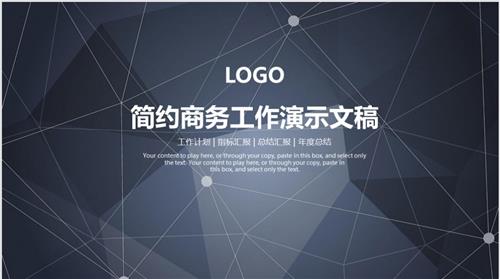 LOGO
简约商务工作演示文稿
工作计划 | 指标汇报 | 总结汇报 | 年度总结
Your content to play here, or through your copy, paste in this box, and select only
the text. Your content to play here, or through your copy, paste in
this box, and select only the text.